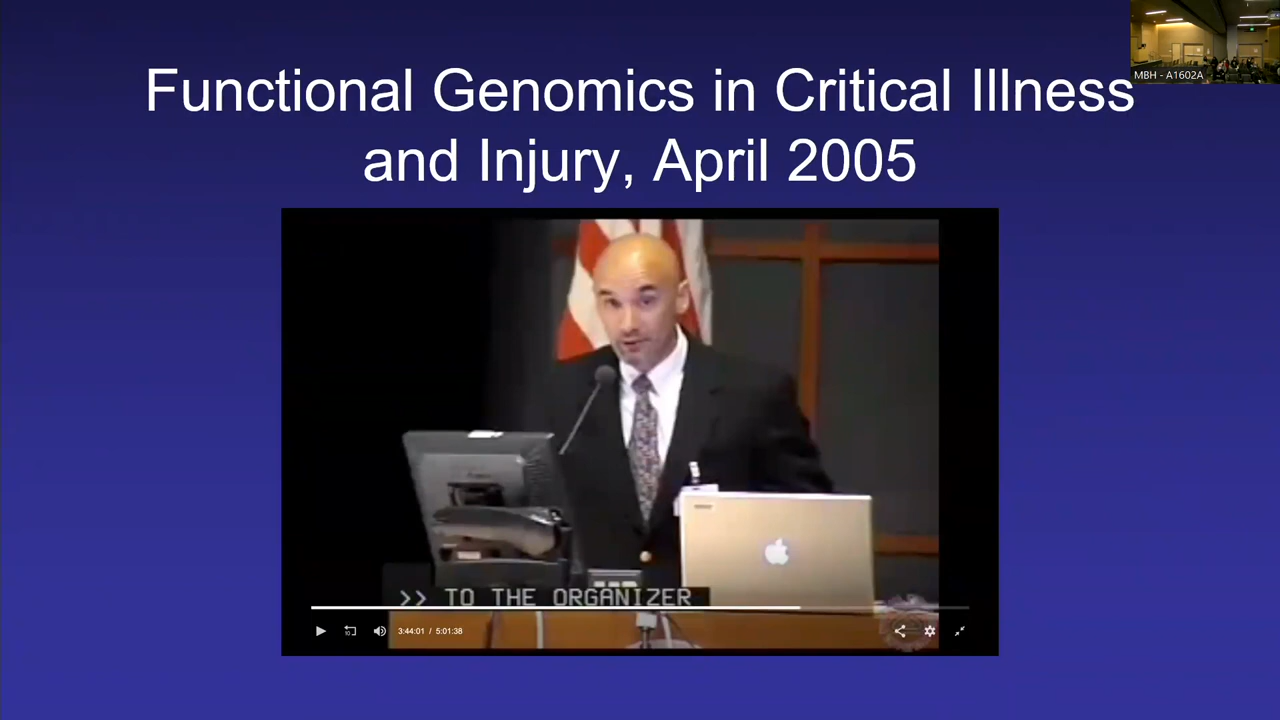 MBH - A1602A
Functional Genomics in Critical Illness
and Injury, April 2005
>> TO THE ORGANIZER
10
3:44:01 / 5:01:38